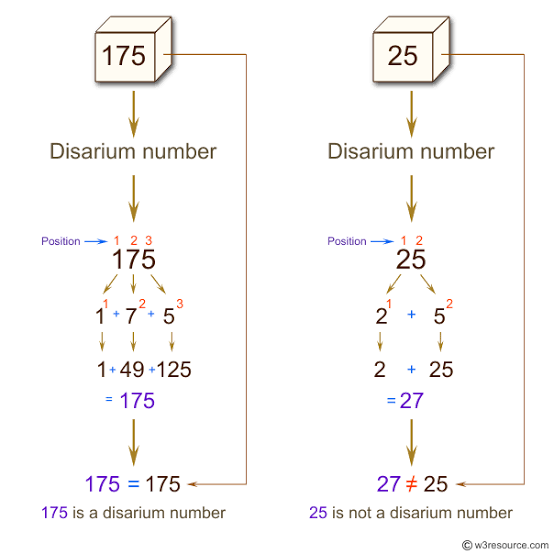 175
Disarium number
Position
1 2 3
175
1^1 + 7^2 + 5^3
1 + 49 + 125
= 175
175 = 175
175 is a disarium number
25
Disarium number
Position
1 2
25
2^1 + 5^2
2 + 25
= 27
27 ≠ 25
25 is not a disarium number
© w3resource.com